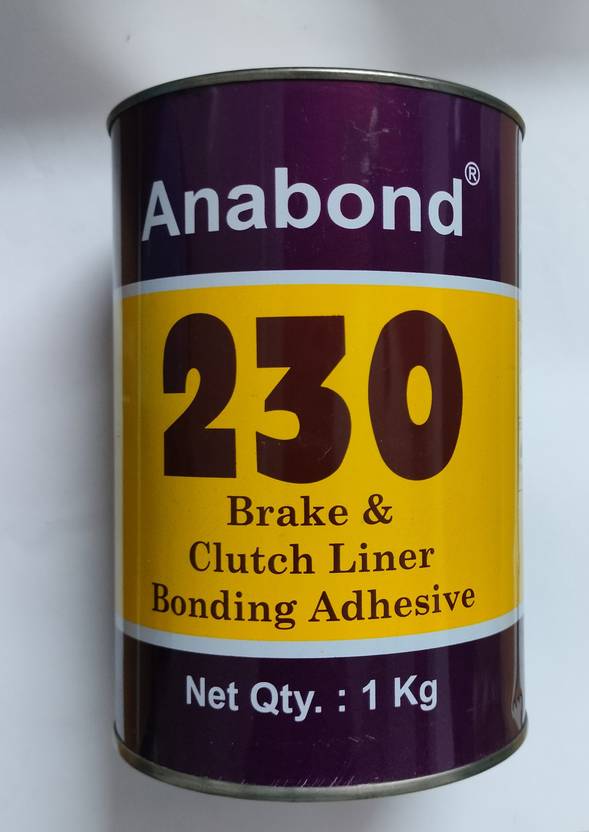 Anabond®
230
Brake &
Clutch Liner
Bonding Adhesive
Net Qty. : 1 Kg